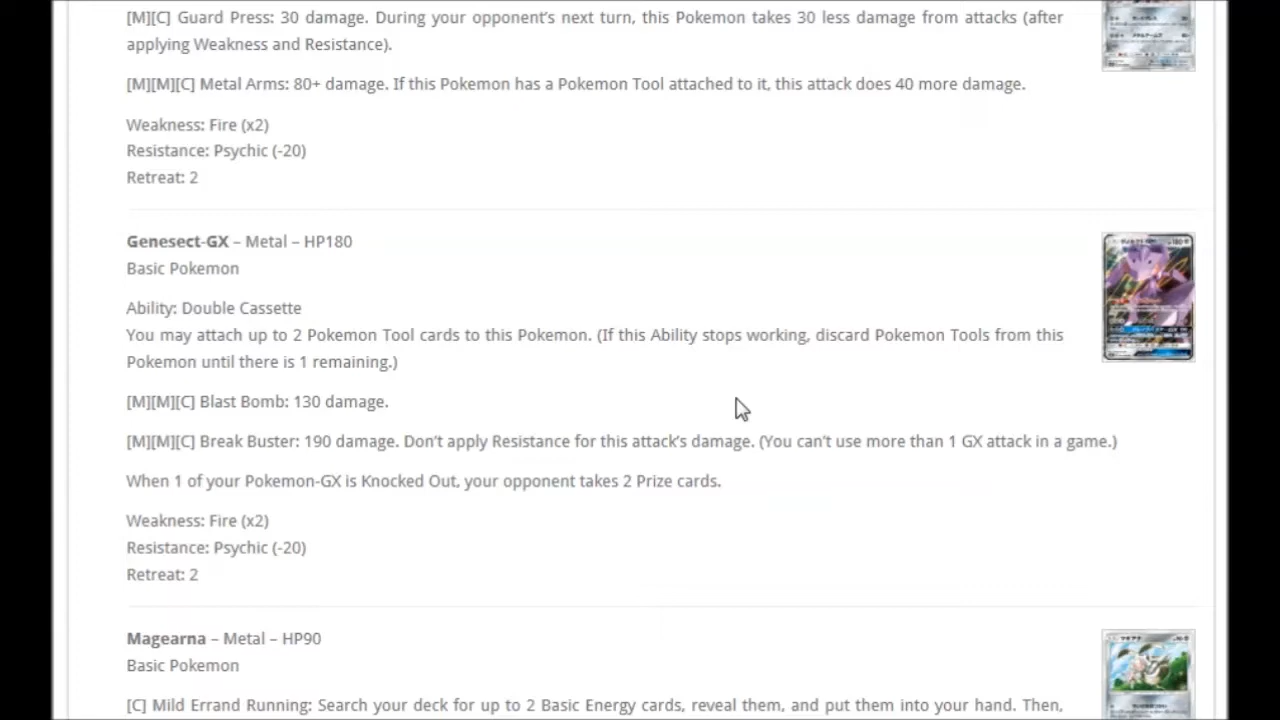 [M][C] Guard Press: 30 damage. During your opponent’s next turn, this Pokemon takes 30 less damage from attacks (after
applying Weakness and Resistance).
[M][M][C] Metal Arms: 80+ damage. If this Pokemon has a Pokemon Tool attached to it, this attack does 40 more damage.
Weakness: Fire (x2)
Resistance: Psychic (-20)
Retreat: 2
Genesect-GX – Metal – HP180
Basic Pokemon
Ability: Double Cassette
You may attach up to 2 Pokemon Tool cards to this Pokemon. (If this Ability stops working, discard Pokemon Tools from this
Pokemon until there is 1 remaining.)
[M][M][C] Blast Bomb: 130 damage.
[M][M][C] Break Buster: 190 damage. Don’t apply Resistance for this attack’s damage. (You can’t use more than 1 GX attack in a game.)
When 1 of your Pokemon-GX is Knocked Out, your opponent takes 2 Prize cards.
Weakness: Fire (x2)
Resistance: Psychic (-20)
Retreat: 2
Magearna – Metal – HP90
Basic Pokemon
[C] Mild Errand Running: Search your deck for up to 2 Basic Energy cards, reveal them, and put them into your hand. Then,